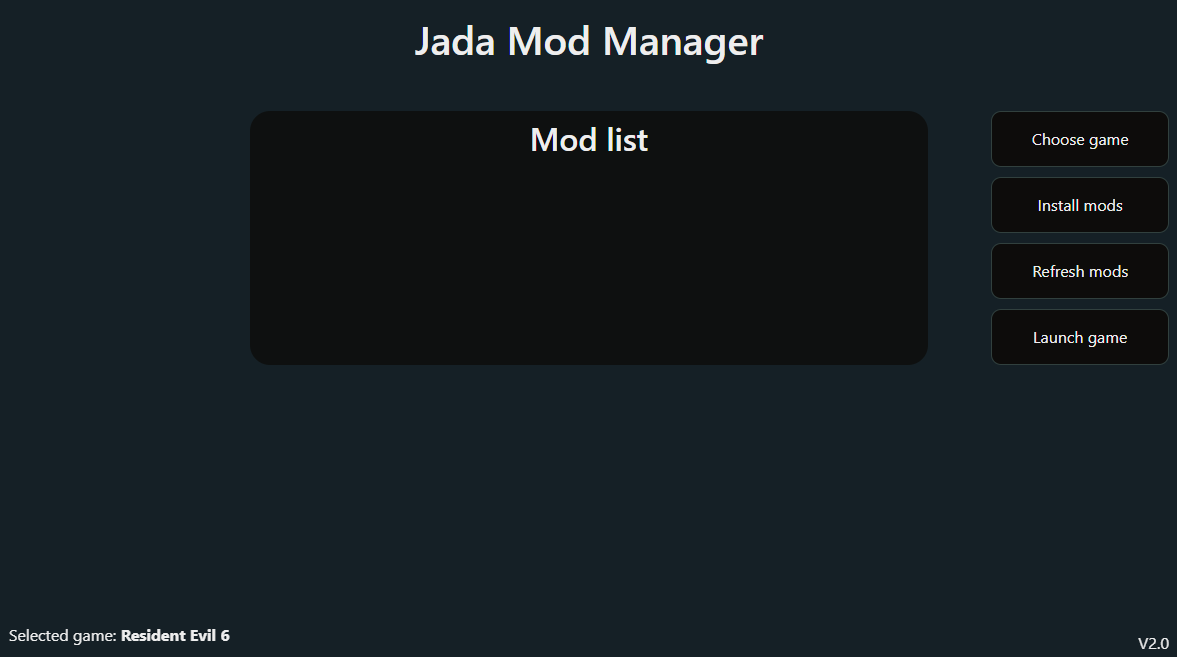 Jada Mod Manager
Mod list
Choose game
Install mods
Refresh mods
Launch game
Selected game: Resident Evil 6
V2.0